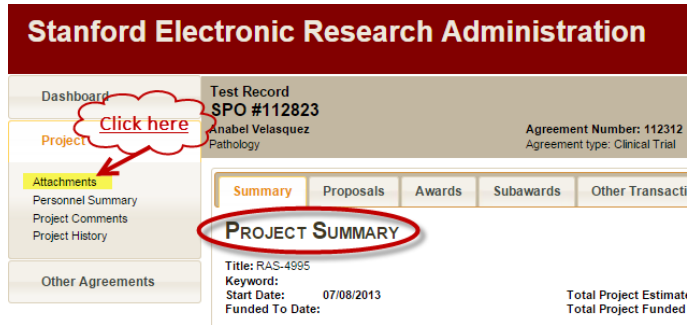 Stanford Electronic Research Administration
Dashboard
Click here
Project
Attachments
Personnel Summary
Project Comments
Project History
Other Agreements
Test Record
SPO #112823
Anabel Velasquez
Pathology
Agreement Number: 112312
Agreement type: Clinical Trial
Summary Proposals Awards Subawards Other Transacti
PROJECT SUMMARY
Title: RAS-4995
Keyword:
Start Date: 07/08/2013 Total Project Estimate
Funded To Date: Total Project Funded